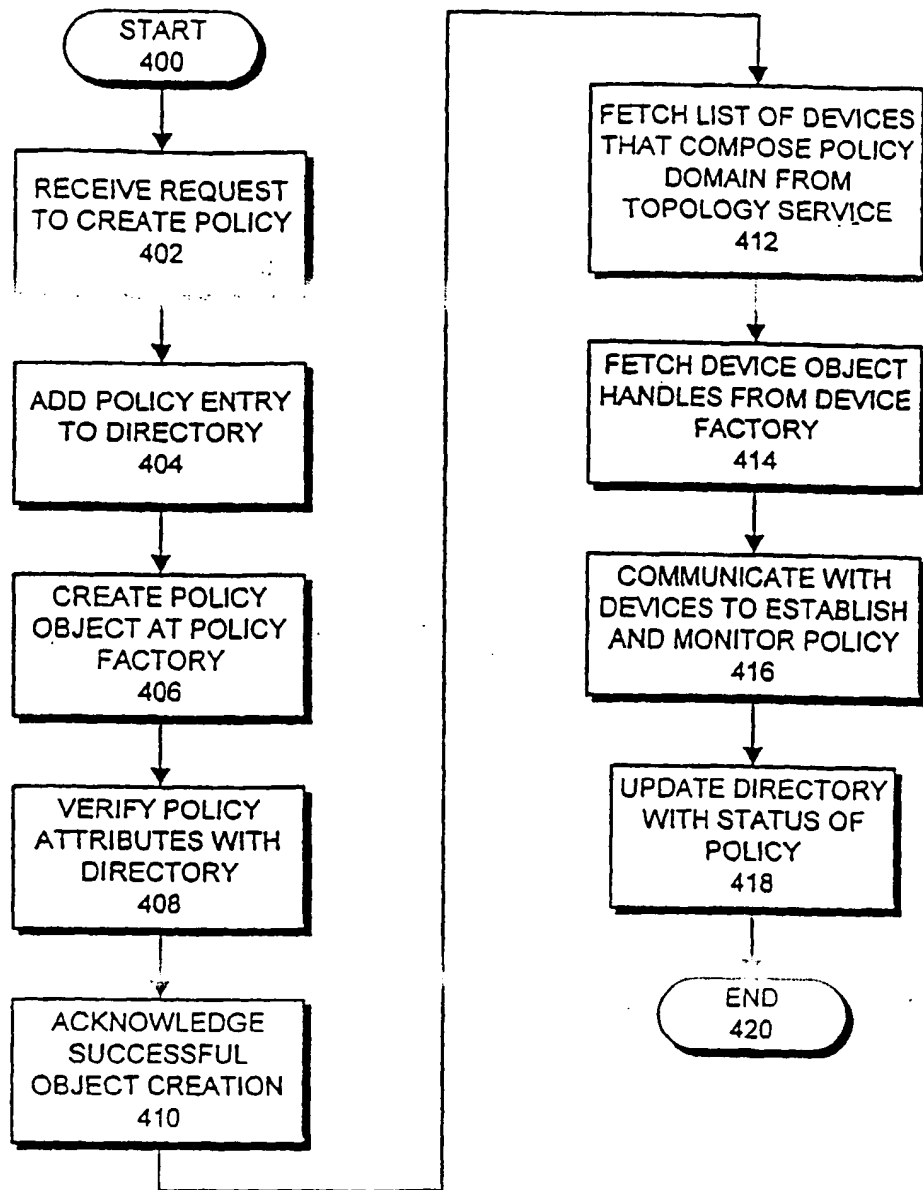 START
400
RECEIVE REQUEST
TO CREATE POLICY
402
ADD POLICY ENTRY
TO DIRECTORY
404
CREATE POLICY
OBJECT AT POLICY
FACTORY
406
VERIFY POLICY
ATTRIBUTES WITH
DIRECTORY
408
ACKNOWLEDGE
SUCCESSFUL
OBJECT CREATION
410
FETCH LIST OF DEVICES
THAT COMPOSE POLICY
DOMAIN FROM
TOPOLOGY SERVICE
412
FETCH DEVICE OBJECT
HANDLES FROM DEVICE
FACTORY
414
COMMUNICATE WITH
DEVICES TO ESTABLISH
AND MONITOR POLICY
416
UPDATE DIRECTORY
WITH STATUS OF
POLICY
418
END
420